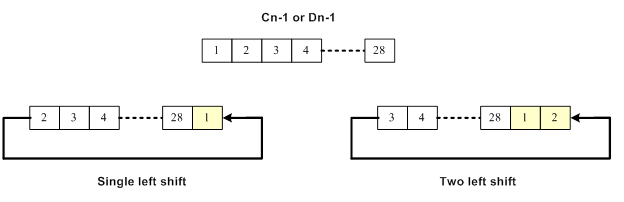 Cn-1 or Dn-1
1 2 3 4 28
2 3 4 28 1
3 4 28 1 2
Single left shift
Two left shift